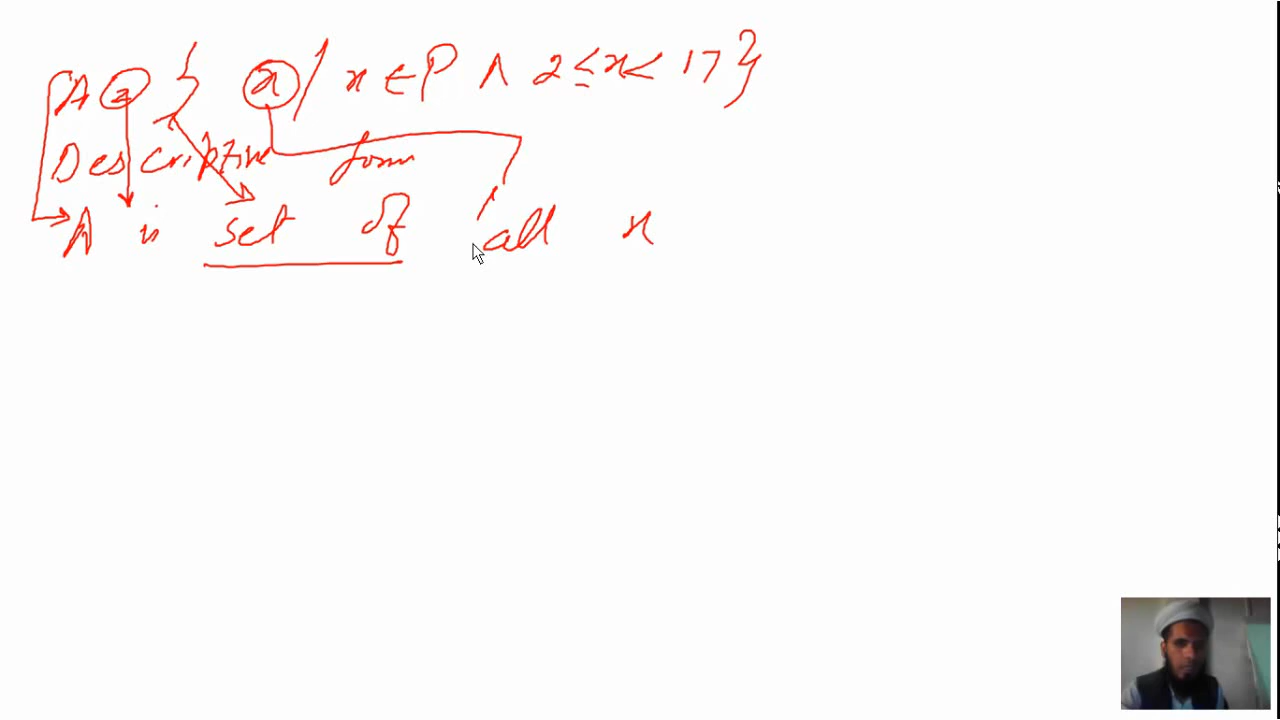 A = { x / x ∈ P ∧ 2 ≤ x < 17 }
Descriptive form
A is set of all x